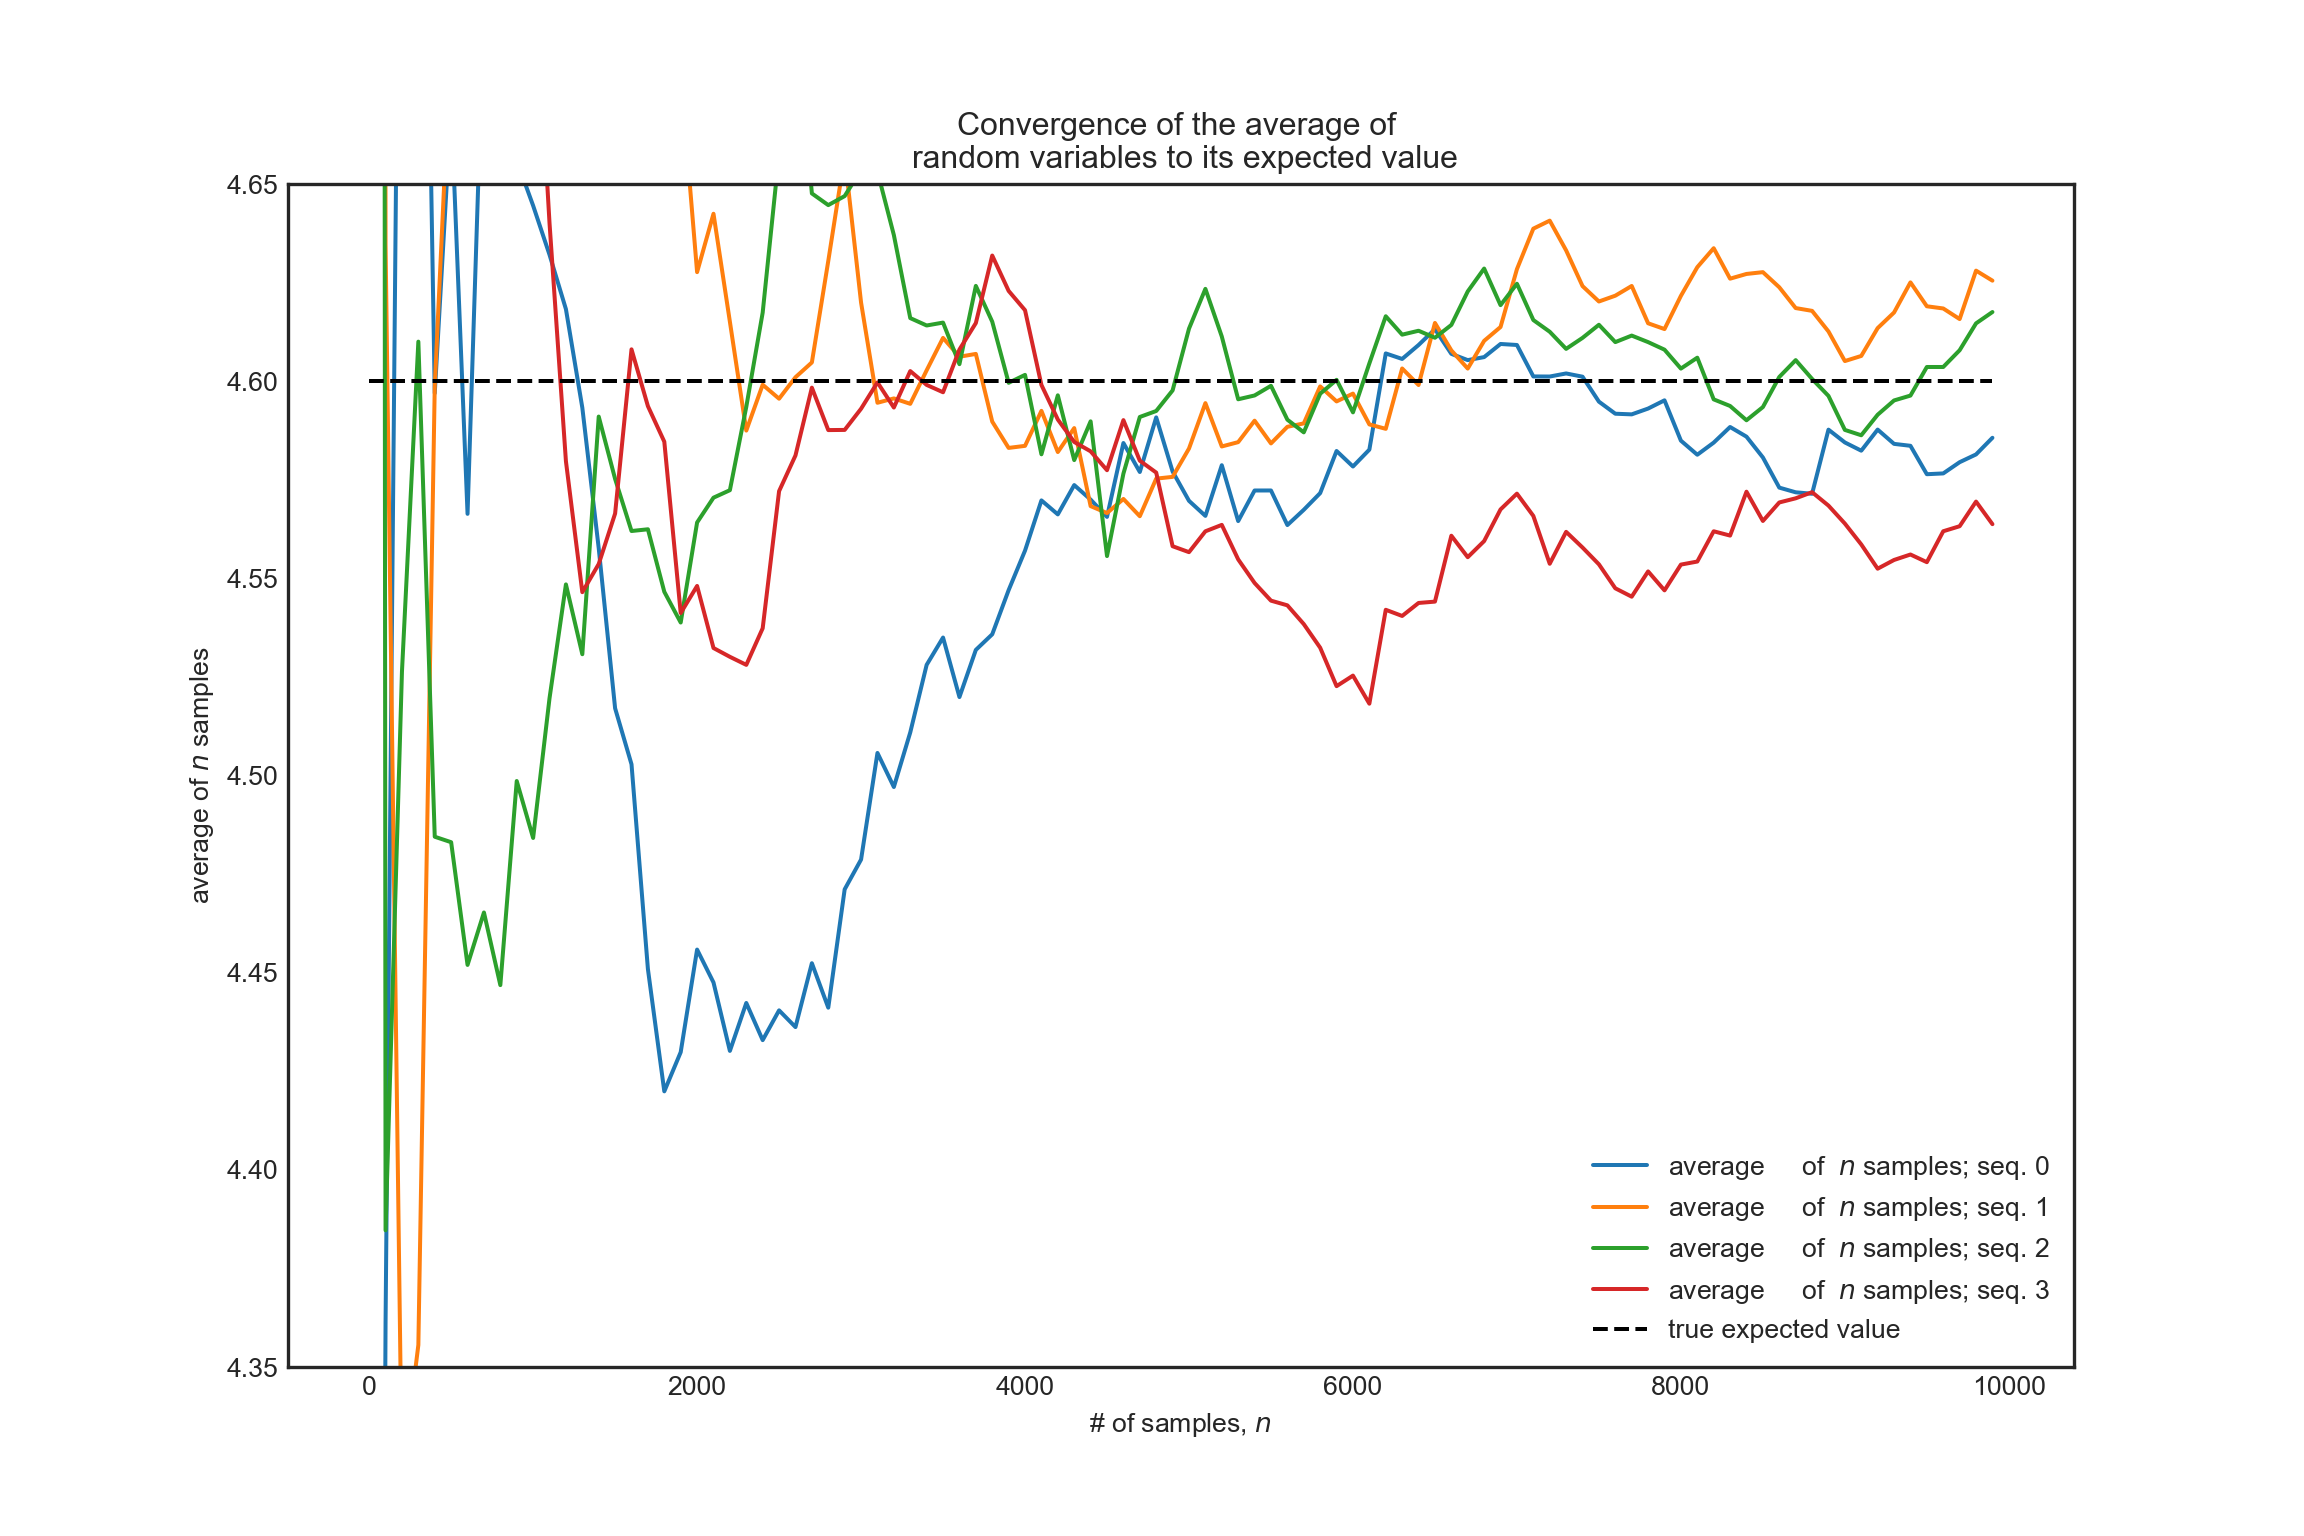 Convergence of the average of
random variables to its expected value
4.65
4.60
4.55
4.50
4.45
4.40
4.35
average of n samples
0 2000 4000 6000 8000 10000
# of samples, n
average of n samples; seq. 0
average of n samples; seq. 1
average of n samples; seq. 2
average of n samples; seq. 3
true expected value